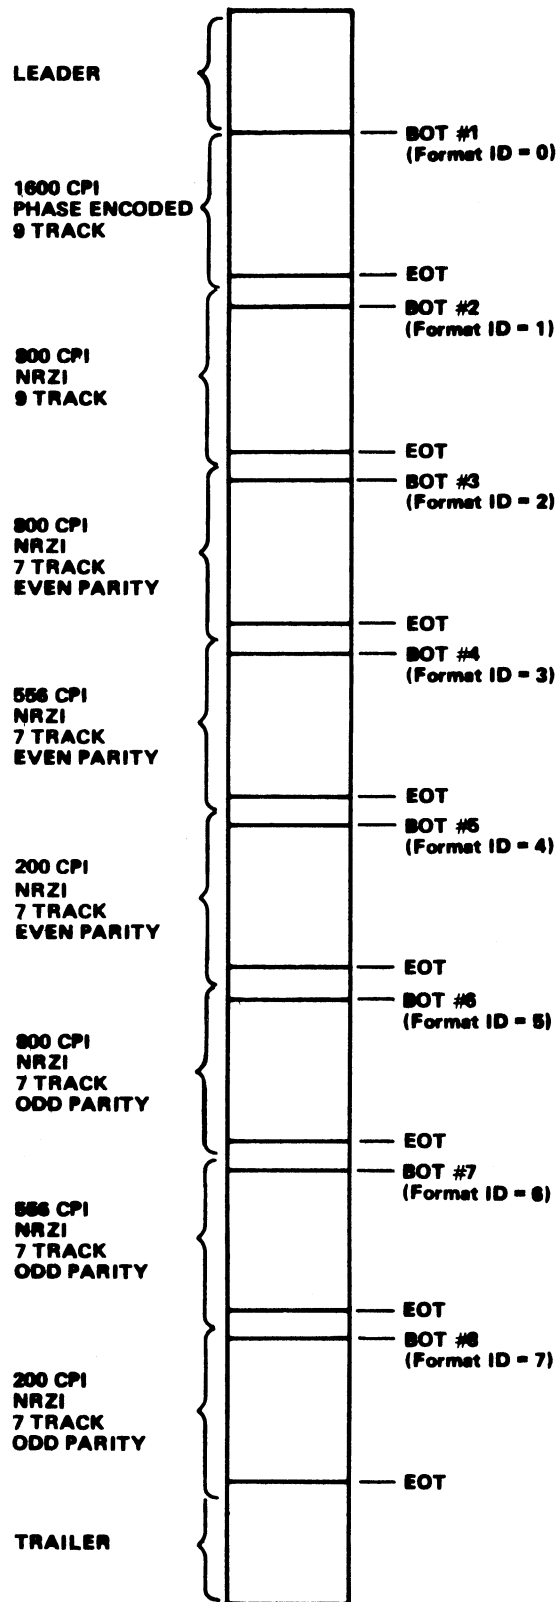 LEADER
BOT #1
(Format ID = 0)
1600 CPI
PHASE ENCODED
9 TRACK
EOT
BOT #2
(Format ID = 1)
800 CPI
NRZI
9 TRACK
EOT
BOT #3
(Format ID = 2)
800 CPI
NRZI
7 TRACK
EVEN PARITY
EOT
BOT #4
(Format ID = 3)
556 CPI
NRZI
7 TRACK
EVEN PARITY
EOT
BOT #5
(Format ID = 4)
200 CPI
NRZI
7 TRACK
EVEN PARITY
EOT
BOT #6
(Format ID = 5)
800 CPI
NRZI
7 TRACK
ODD PARITY
EOT
BOT #7
(Format ID = 6)
556 CPI
NRZI
7 TRACK
ODD PARITY
EOT
BOT #8
(Format ID = 7)
200 CPI
NRZI
7 TRACK
ODD PARITY
EOT
TRAILER